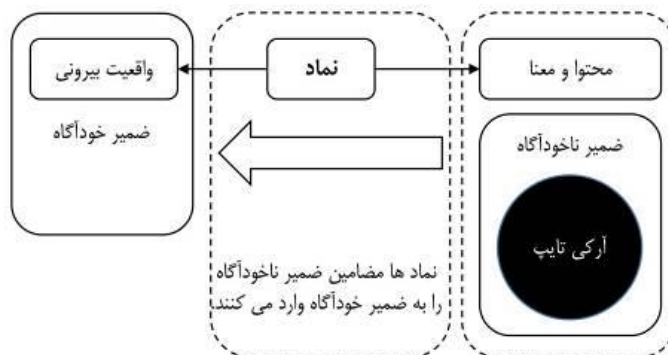 محتوا و معنا
نماد
واقعیت بیرونی
ضمیر ناخودآگاه
ضمیر خودآگاه
آرکی تایپ
نماد ها مضامین ضمیر ناخودآگاه
را به ضمیر خودآگاه وارد می کنند.